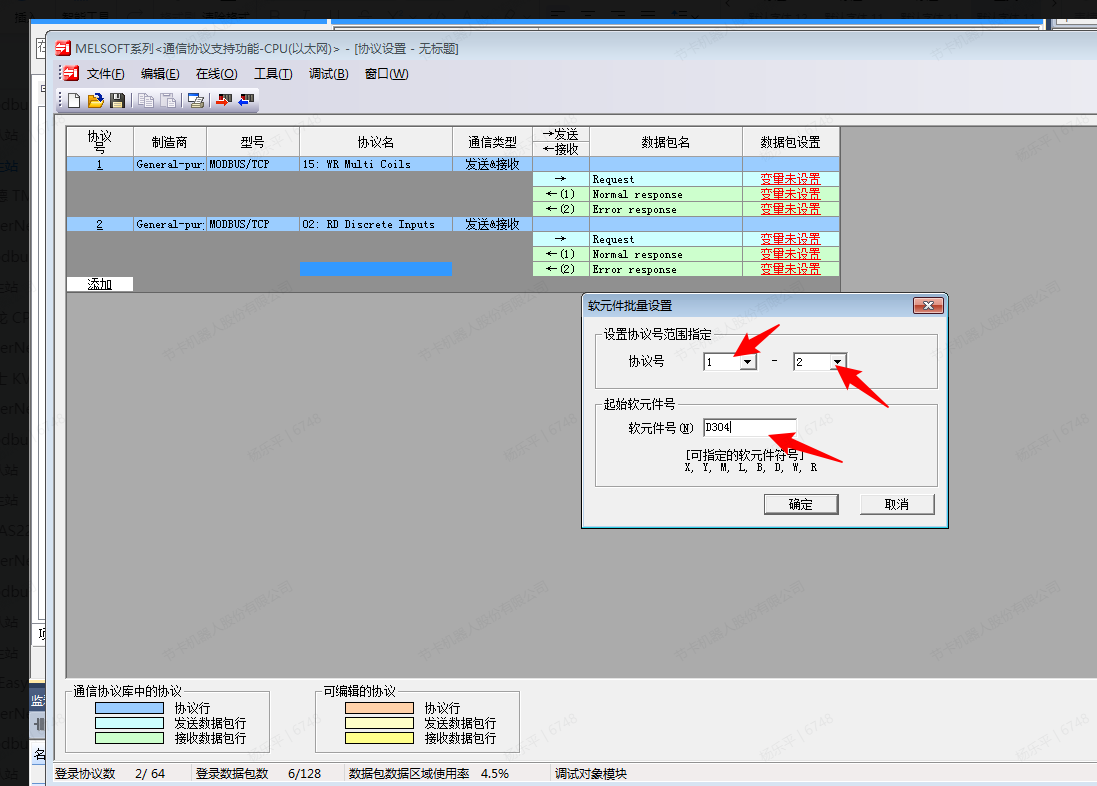 MELSOFT系列<通信协议支持功能-CPU(以太网)> - [协议设置 - 无标题]
文件(F) 编辑(E) 在线(O) 工具(T) 调试(B) 窗口(W)
协议号 制造商 型号 协议名 通信类型 →发送 ←接收 数据包名 数据包设置
1 General-pur MODBUS/TCP 15: WR Multi Coils 发送&接收
→ Request 变量未设置
←(1) Normal response 变量未设置
←(2) Error response 变量未设置
2 General-pur MODBUS/TCP 02: RD Discrete Inputs 发送&接收
→ Request 变量未设置
←(1) Normal response 变量未设置
←(2) Error response 变量未设置
添加
软元件批量设置
设置协议号范围指定
协议号 1 - 2
起始软元件号
软元件号(N) D304
[可指定的软元件符号]
X, Y, M, L, B, D, W, R
确定 取消
通信协议库中的协议
协议行
发送数据包行
接收数据包行
可编辑的协议
协议行
发送数据包行
接收数据包行
登录协议数 2/ 64 登录数据包数 6/128 数据包数据区域使用率 4.5% 调试对象模块